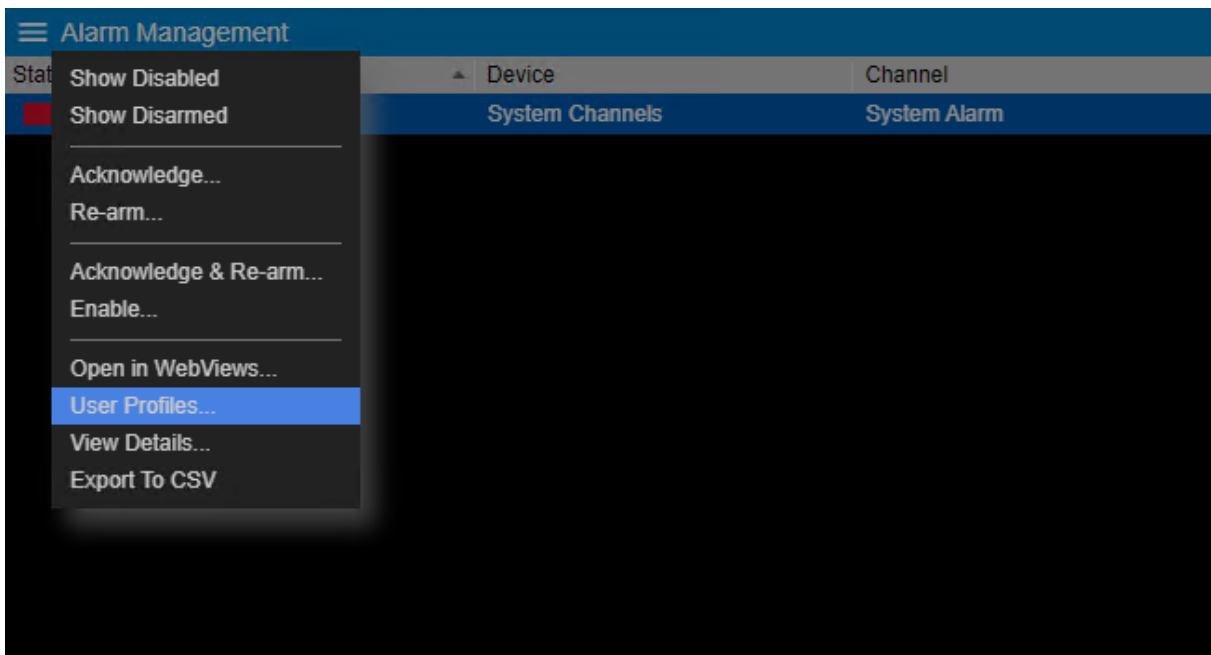 Alarm Management
Stat Device Channel
System Channels System Alarm
Show Disabled
Show Disarmed
Acknowledge...
Re-arm...
Acknowledge & Re-arm...
Enable...
Open in WebViews...
User Profiles...
View Details...
Export To CSV